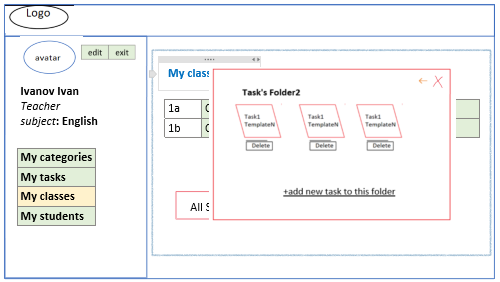 Logo
avatar
edit exit
Ivanov Ivan
Teacher
subject: English
My categories
My tasks
My classes
My students
My clas
1a
1b
All S
Task's Folder2
Task1 Task1 Task1
TemplateN TemplateN TemplateN
Delete Delete Delete
+add new task to this folder